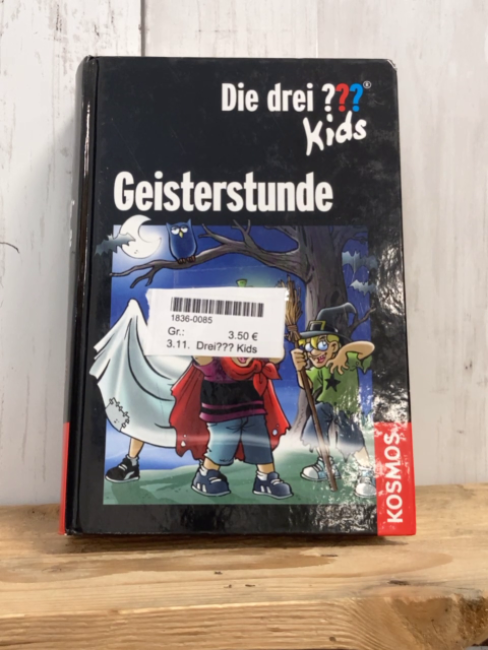 Die drei ???®
Kids
Geisterstunde
1836-0085
Gr.: 3.50 €
3.11. Drei??? Kids
KOSMOS